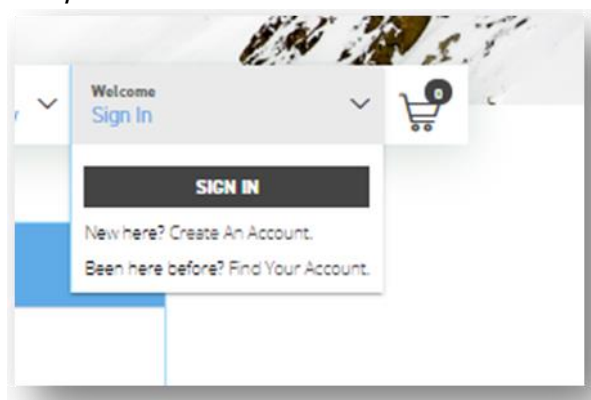 Welcome
Sign In
0
SIGN IN
New here? Create An Account.
Been here before? Find Your Account.